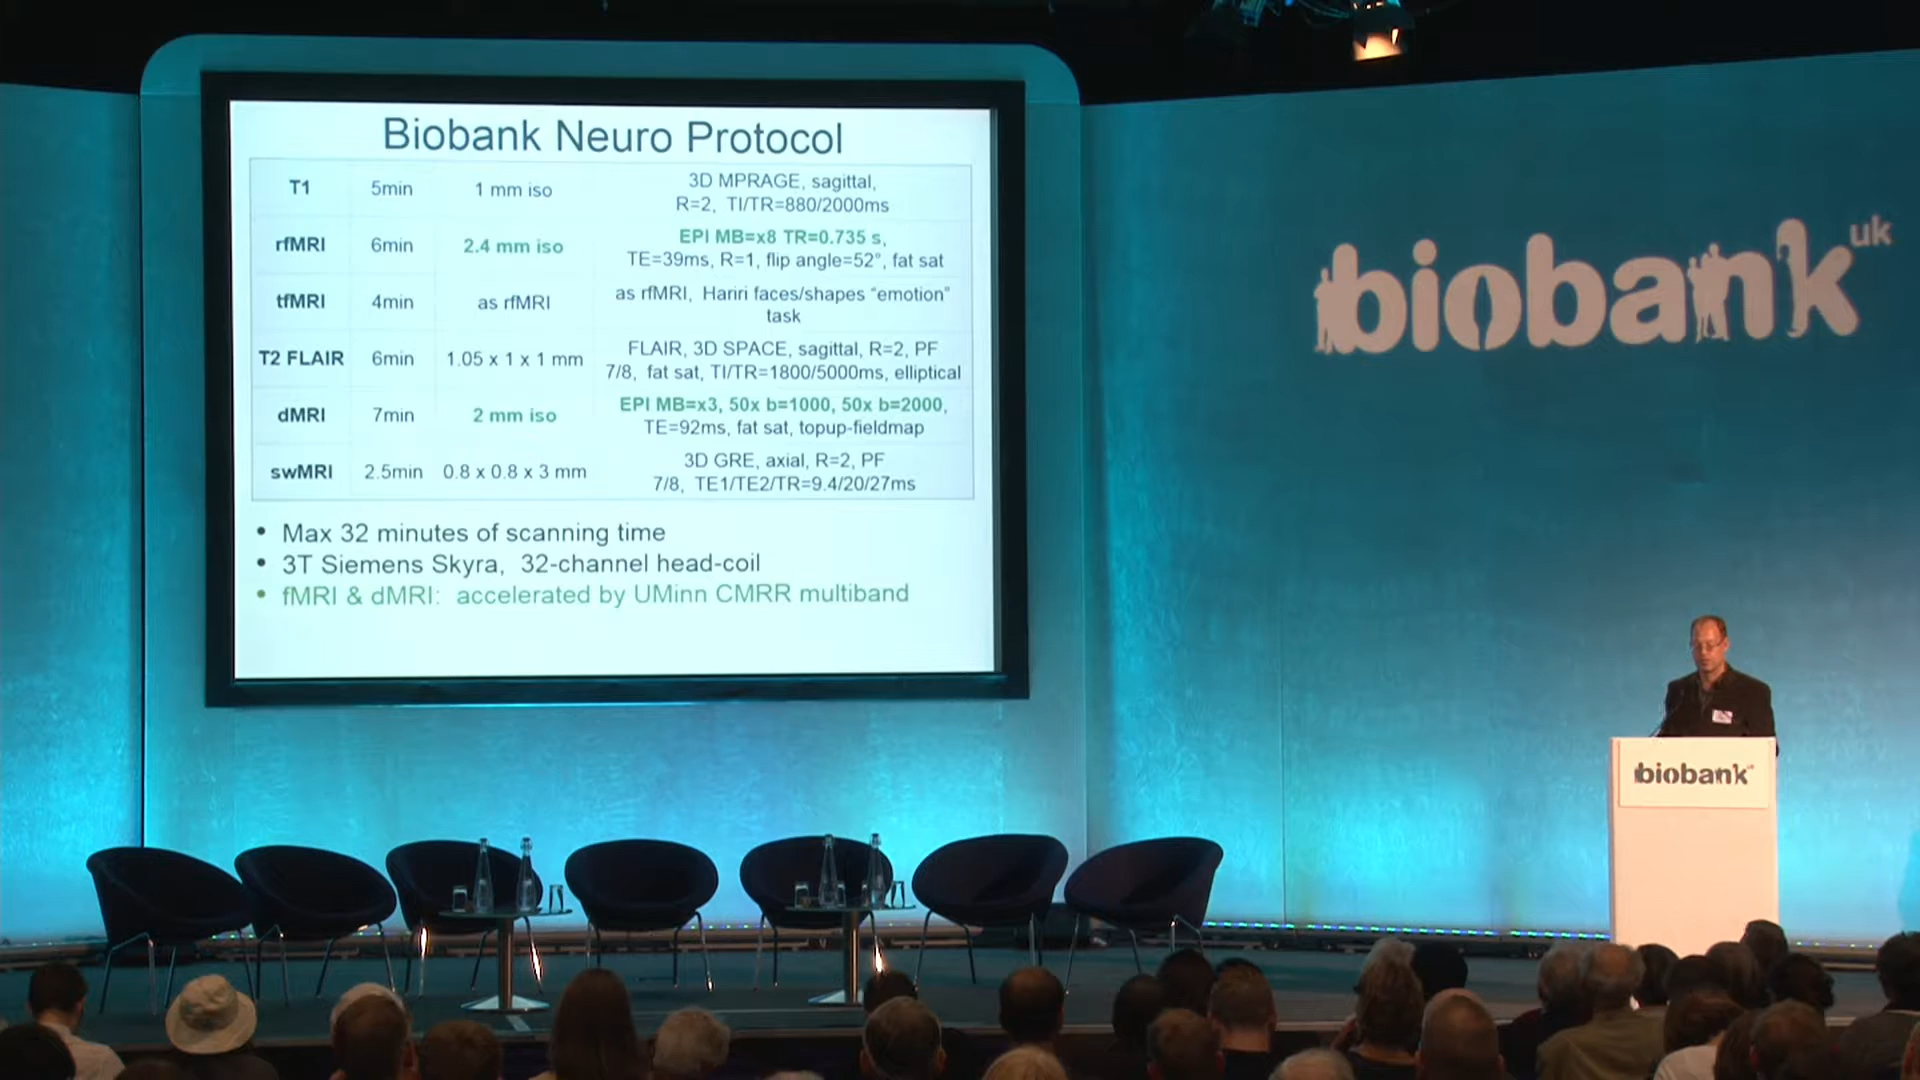 Biobank Neuro Protocol
T1 5min 1 mm iso 3D MPRAGE, sagittal,
R=2, TI/TR=880/2000ms
rfMRI 6min 2.4 mm iso EPI MB=x8 TR=0.735 s,
TE=39ms, R=1, flip angle=52°, fat sat
tfMRI 4min as rfMRI as rfMRI, Hariri faces/shapes “emotion”
task
T2 FLAIR 6min 1.05 x 1 x 1 mm FLAIR, 3D SPACE, sagittal, R=2, PF
7/8, fat sat, TI/TR=1800/5000ms, elliptical
dMRI 7min 2 mm iso EPI MB=x3, 50x b=1000, 50x b=2000,
TE=92ms, fat sat, topup-fieldmap
swMRI 2.5min 0.8 x 0.8 x 3 mm 3D GRE, axial, R=2, PF
7/8, TE1/TE2/TR=9.4/20/27ms
• Max 32 minutes of scanning time
• 3T Siemens Skyra, 32-channel head-coil
• fMRI & dMRI: accelerated by UMinn CMRR multiband
biobank uk
biobank uk